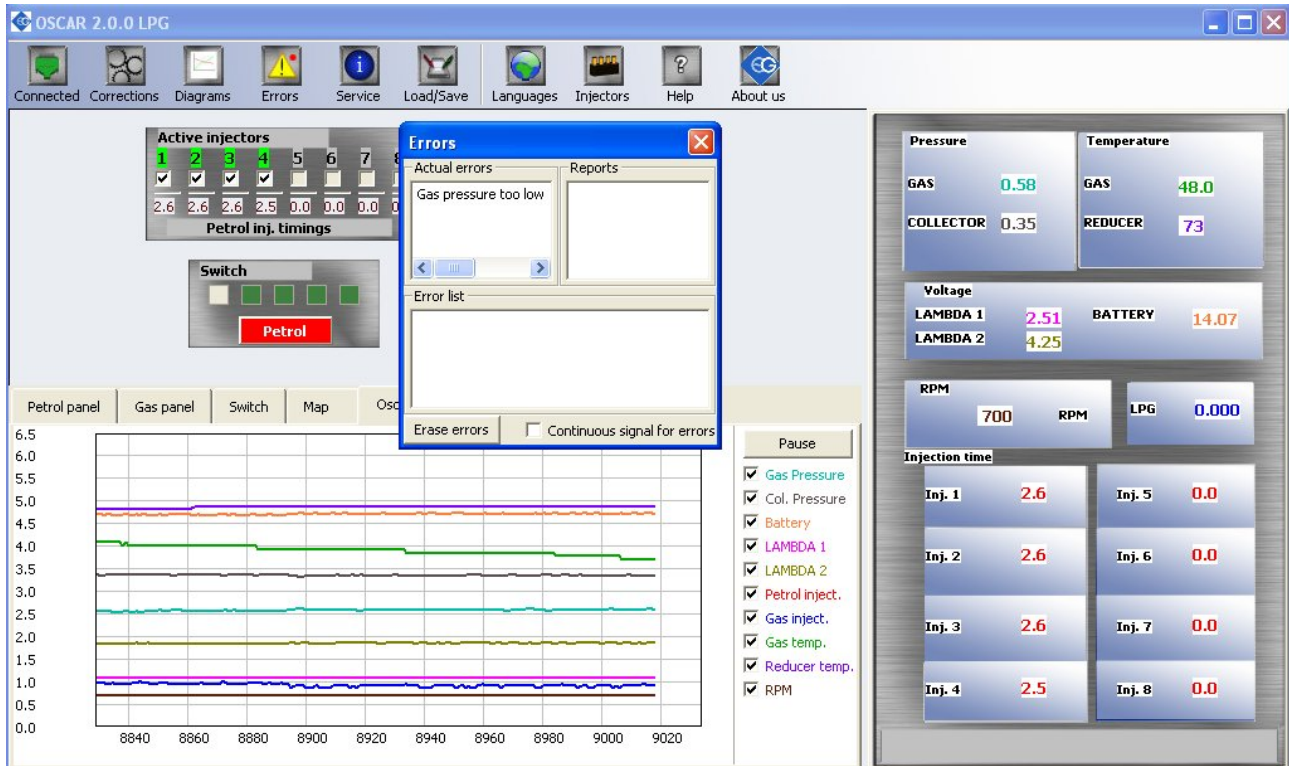 OSCAR 2.0.0 LPG
Connected Corrections Diagrams Errors Service Load/Save Languages Injectors Help About us
Active injectors
1 2 3 4 5 6 7
2.6 2.6 2.6 2.5 0.0 0.0 0.0
Petrol inj. timings
Switch
Petrol
Errors
Actual errors
Gas pressure too low
Reports
Error list
Erase errors
Continuous signal for errors
Pressure
GAS 0.58
COLLECTOR 0.35
Temperature
GAS 48.0
REDUCER 73
Voltage
LAMBDA 1 2.51 BATTERY 14.07
LAMBDA 2 4.25
RPM
700 RPM
LPG 0.000
Injection time
Inj. 1 2.6 Inj. 5 0.0
Inj. 2 2.6 Inj. 6 0.0
Inj. 3 2.6 Inj. 7 0.0
Inj. 4 2.5 Inj. 8 0.0
Petrol panel Gas panel Switch Map Osc
6.5
6.0
5.5
5.0
4.5
4.0
3.5
3.0
2.5
2.0
1.5
1.0
0.5
0.0
8840 8860 8880 8900 8920 8940 8960 8980 9000 9020
Pause
Gas Pressure
Col. Pressure
Battery
LAMBDA 1
LAMBDA 2
Petrol inject.
Gas inject.
Gas temp.
Reducer temp.
RPM